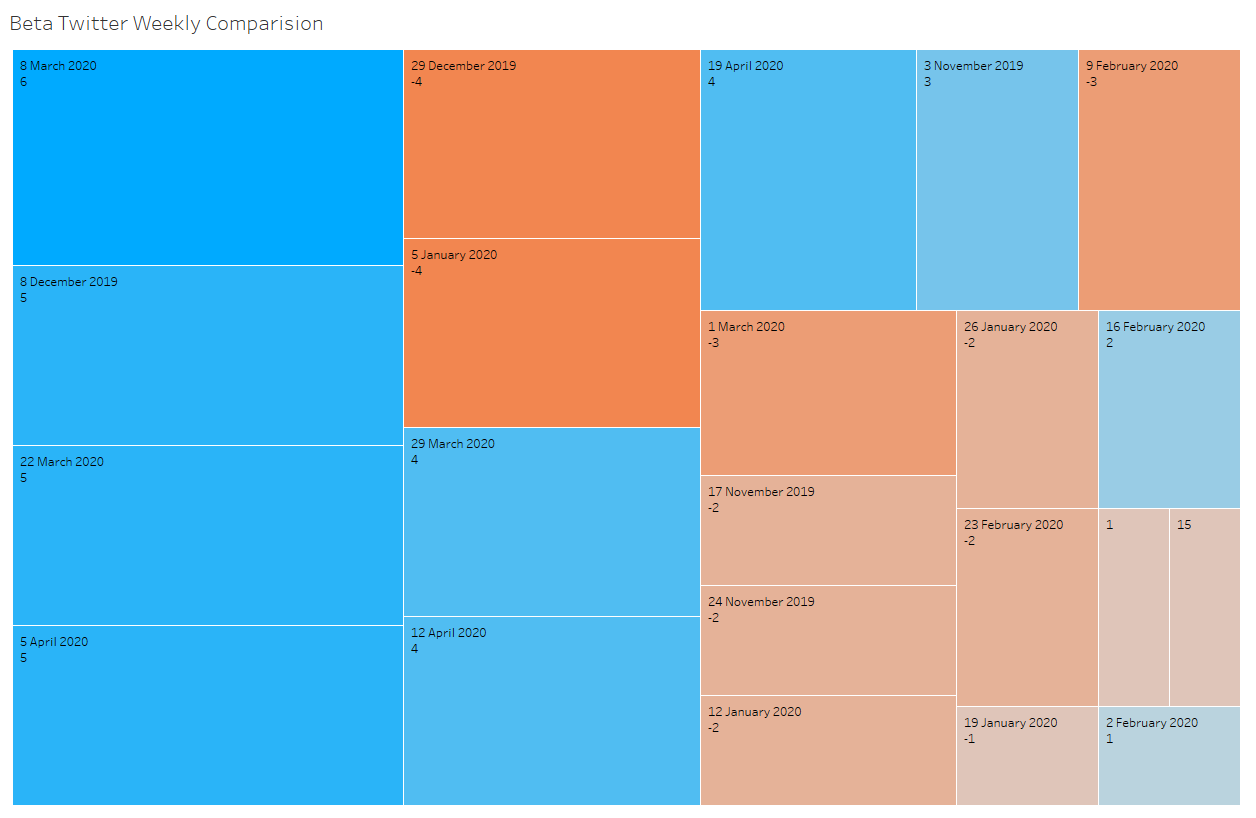 Beta Twitter Weekly Comparision
8 March 2020
6
8 December 2019
5
22 March 2020
5
5 April 2020
5
29 December 2019
-4
5 January 2020
-4
29 March 2020
4
12 April 2020
4
19 April 2020
4
3 November 2019
3
9 February 2020
-3
1 March 2020
-3
17 November 2019
-2
24 November 2019
-2
12 January 2020
-2
26 January 2020
-2
16 February 2020
2
23 February 2020
-2
1
15
19 January 2020
-1
2 February 2020
1